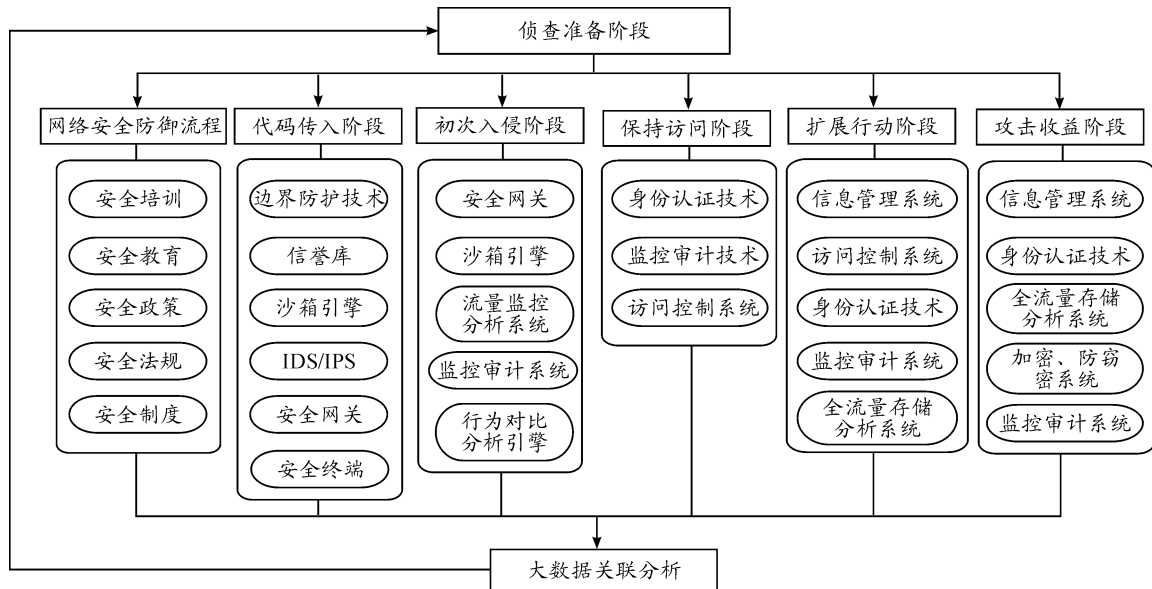 侦查准备阶段
网络安全防御流程
安全培训
安全教育
安全政策
安全法规
安全制度
代码传入阶段
边界防护技术
信誉库
沙箱引擎
IDS/IPS
安全网关
安全终端
初次入侵阶段
安全网关
沙箱引擎
流量监控
分析系统
监控审计系统
行为对比
分析引擎
保持访问阶段
身份认证技术
监控审计技术
访问控制系统
扩展行动阶段
信息管理系统
访问控制系统
身份认证技术
监控审计系统
全流量存储
分析系统
攻击收益阶段
信息管理系统
身份认证技术
全流量存储
分析系统
加密、防窃
密系统
监控审计系统
大数据关联分析